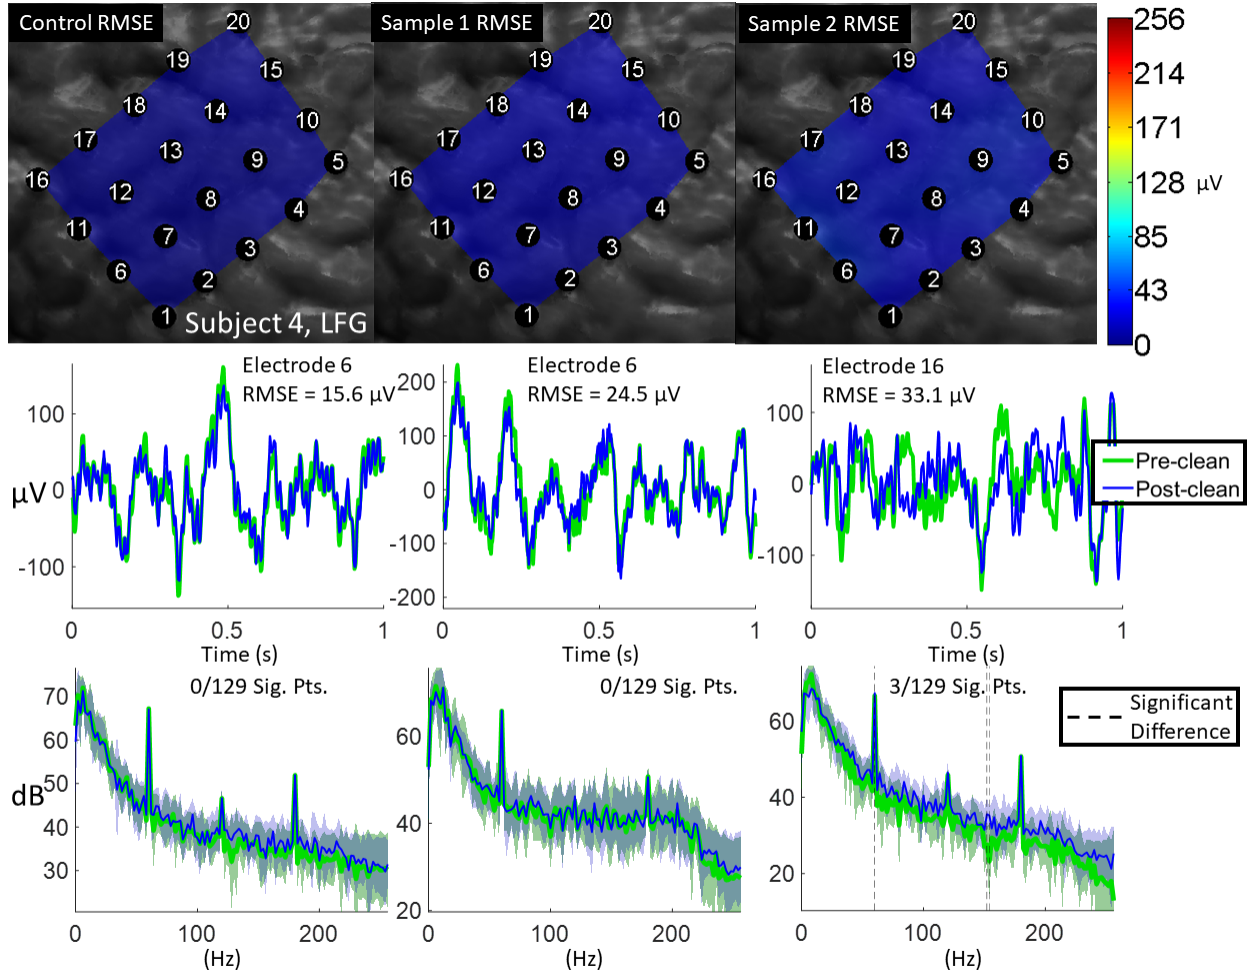 Control RMSE
Sample 1 RMSE
Sample 2 RMSE
20
19
15
18
14
10
17
13
9
5
16
12
8
4
11
7
3
6
2
1
Subject 4, LFG
20
19
15
18
14
10
17
13
9
5
16
12
8
4
11
7
3
6
2
1
20
19
15
18
14
10
17
13
9
5
16
12
8
4
11
7
3
6
2
1
256
214
171
128 µV
85
43
0
Electrode 6
RMSE = 15.6 µV
100
0
-100
µV
0 0.5 1
Time (s)
Electrode 6
RMSE = 24.5 µV
200
100
0
-100
-200
0 0.5 1
Time (s)
Electrode 16
RMSE = 33.1 µV
100
0
-100
0 0.5 1
Time (s)
Pre-clean
Post-clean
0/129 Sig. Pts.
70
60
50
40
30
dB
0 100 200
(Hz)
0/129 Sig. Pts.
60
40
20
0 100 200
(Hz)
3/129 Sig. Pts.
60
40
20
0 100 200
(Hz)
Significant
Difference